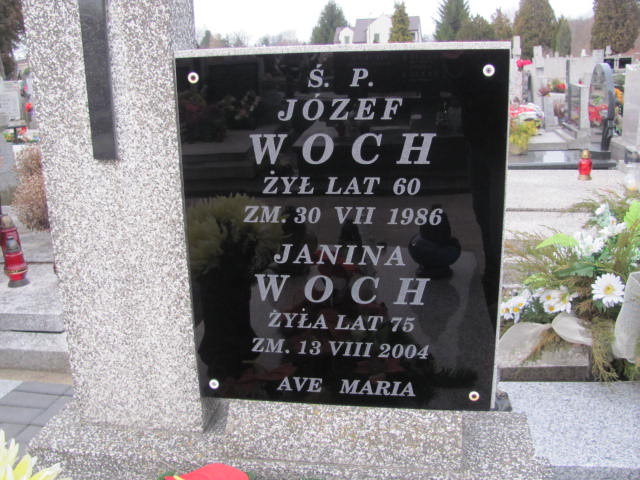 Ś. P.
JÓZEF
WOCH
ŻYŁ LAT 60
ZM. 30 VII 1986
JANINA
WOCH
ŻYŁA LAT 75
ZM. 13 VIII 2004
AVE MARIA